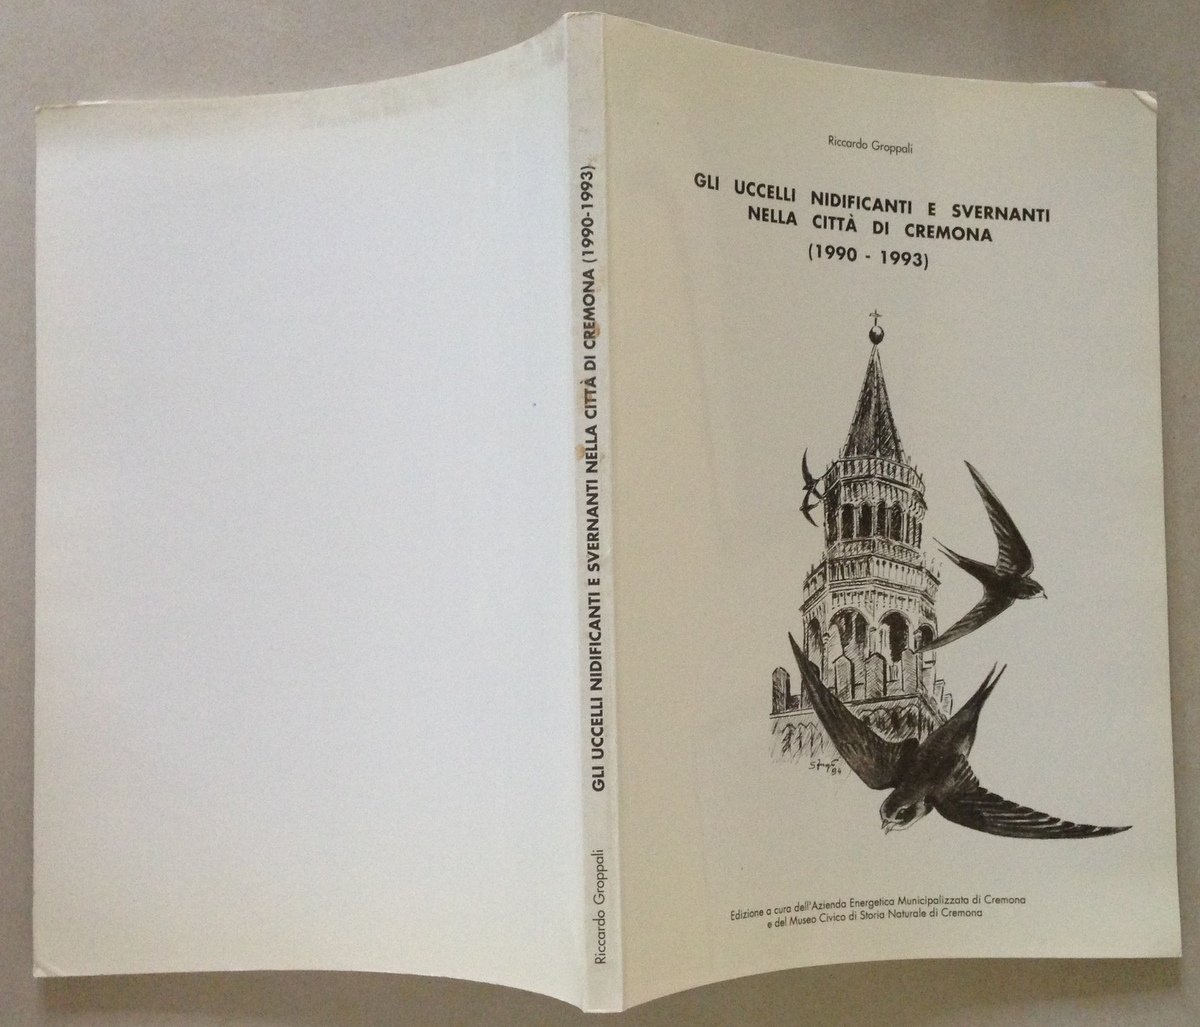 Riccardo Groppali
GLI UCCELLI NIDIFICANTI E SVERNANTI
NELLA CITTÀ DI CREMONA
(1990 - 1993)
94
Edizione a cura dell'Azienda Energetica Municipalizzata di Cremona
e del Museo Civico di Storia Naturale di Cremona
Riccardo Groppali GLI UCCELLI NIDIFICANTI E SVERNANTI NELLA CITTÀ DI CREMONA (1990-1993)